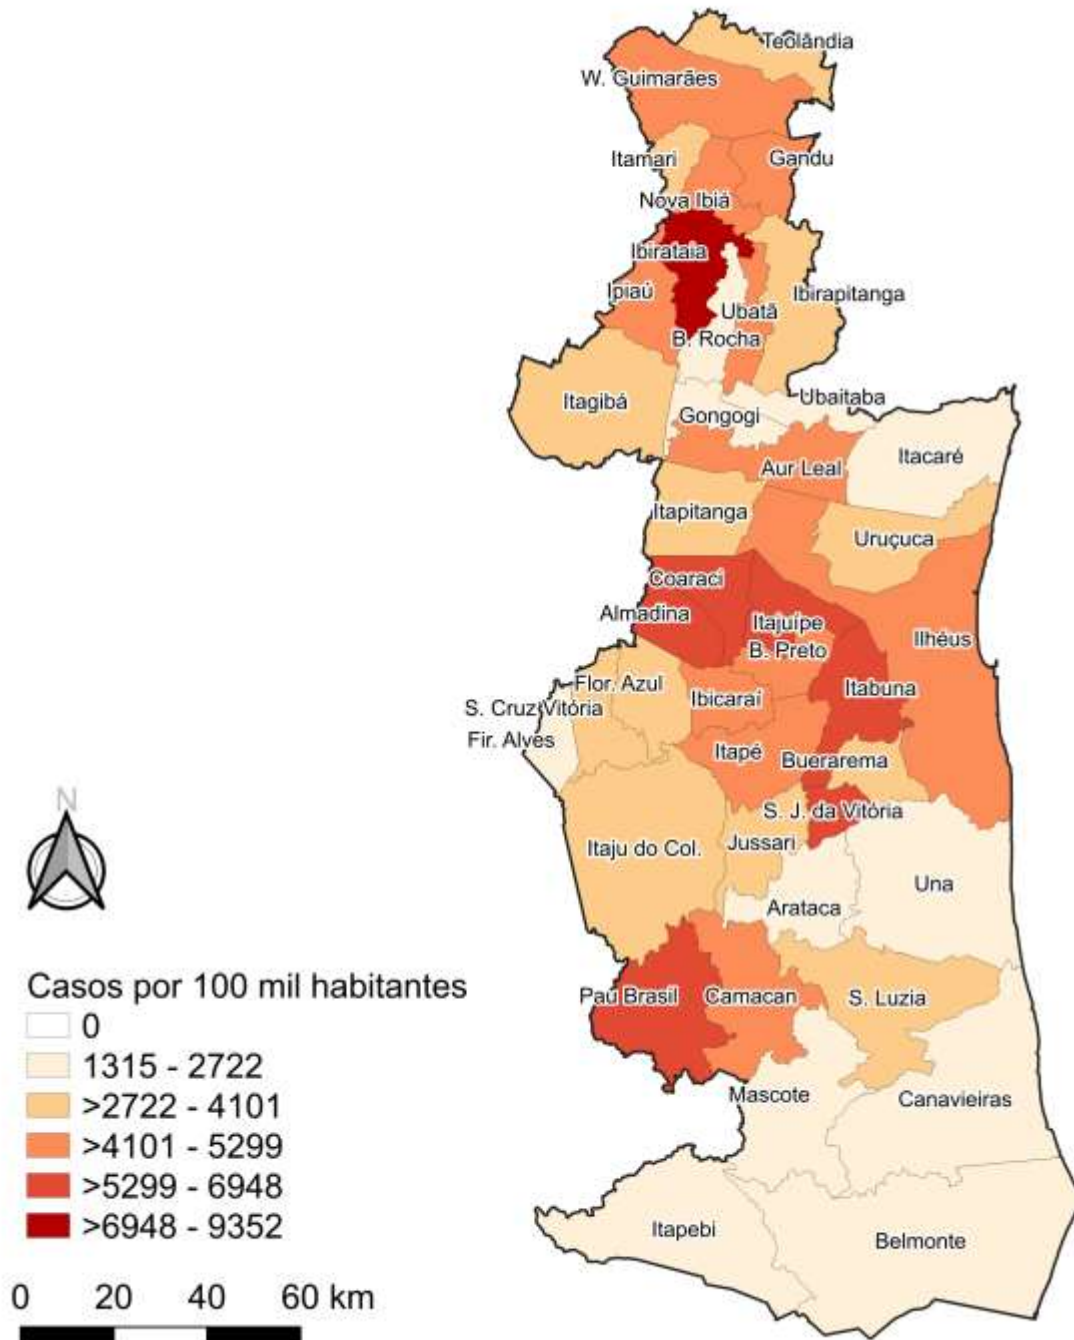 Teolândia
W. Guimarães
Itamari
Gandu
Nova Ibiá
Ibirataia
Ipiaú
Ibirapitanga
Ubatã
B. Rocha
Itagibá
Ubaitaba
Gongogi
Itacaré
Aur Leal
Itapitanga
Uruçuca
Coaraci
Almadina
Itajuípe
B. Preto
Ilhéus
Flor. Azul
Ibicaraí
Itabuna
S. Cruz Vitória
Fir. Alves
Itapé
Buerarema
S. J. da Vitória
Jussari
Itaju do Col.
Una
Arataca
Pau Brasil
Camacan
S. Luzia
Mascote
Canavieiras
Itapebi
Belmonte
N
Casos por 100 mil habitantes
0
1315 - 2722
>2722 - 4101
>4101 - 5299
>5299 - 6948
>6948 - 9352
0 20 40 60 km